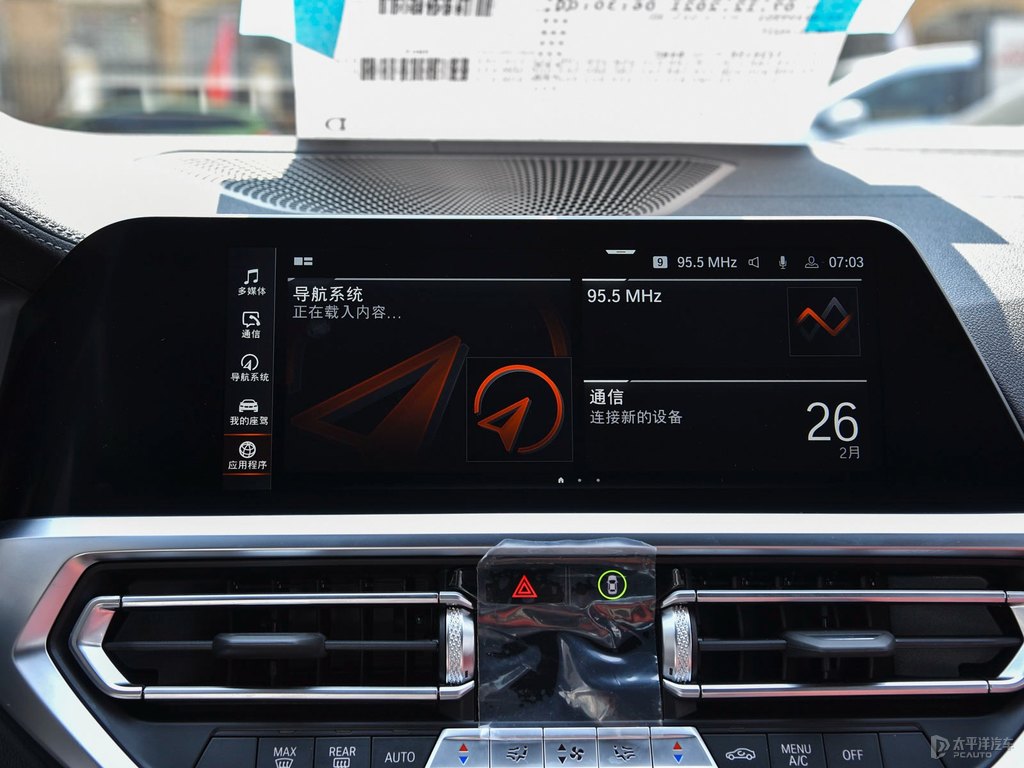 9 95.5 MHz 07:03
多媒体
通信
导航系统
我的座驾
应用程序
导航系统
正在载入内容...
95.5 MHz
通信
连接新的设备
26
2月
MAX
REAR
AUTO
MENU
A/C
OFF
太平洋汽车
PCAUTO